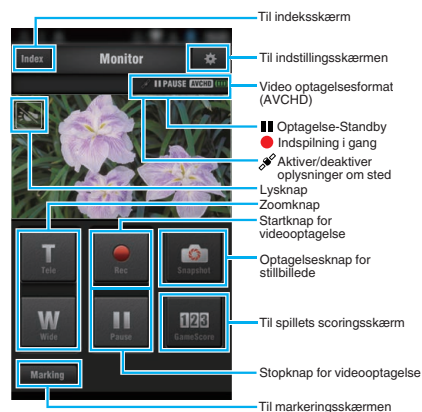 Til indeksskærm
Index
Monitor
Til indstillingsskærmen
PAUSE AVCHD
Video optagelsesformat
(AVCHD)
Optagelse-Standby
Indspilning i gang
Aktiver/deaktiver
oplysninger om sted
Lysknap
Zoomknap
Startknap for
videooptagelse
T
Tele
Rec
Snapshot
Optagelsesknap for
stillbillede
W
Wide
Pause
123
GameScore
Til spillets scoringsskærm
Marking
Stopknap for videooptagelse
Til markeringsskærmen